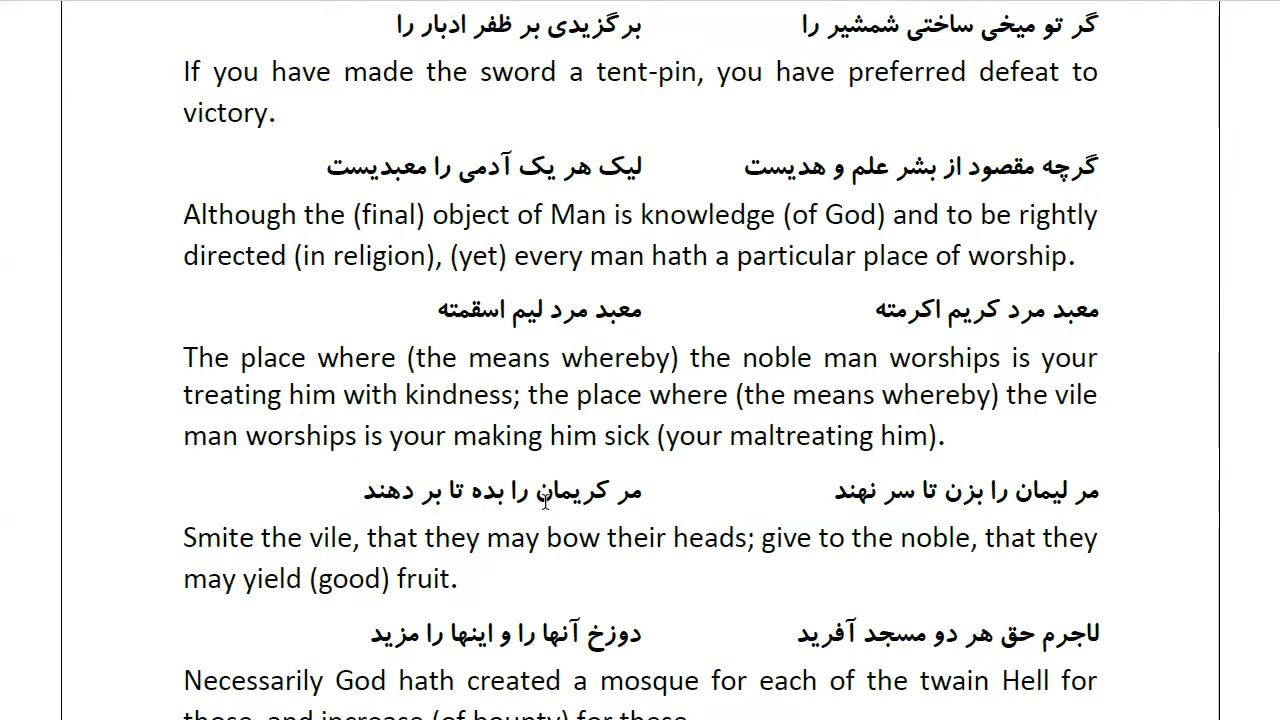 گر تو میخی ساختی شمشیر را برگزیدی بر ظفر ادبار را
If you have made the sword a tent-pin, you have preferred defeat to
victory.
گرچه مقصود از بشر علم و هدیست لیک هر یک آدمی را معبدیست
Although the (final) object of Man is knowledge (of God) and to be rightly
directed (in religion), (yet) every man hath a particular place of worship.
معبد مرد کریم اکرمته معبد مرد لیم اسقمته
The place where (the means whereby) the noble man worships is your
treating him with kindness; the place where (the means whereby) the vile
man worships is your making him sick (your maltreating him).
مر لیمان را بزن تا سر نهند مر کریمان را بده تا بر دهند
Smite the vile, that they may bow their heads; give to the noble, that they
may yield (good) fruit.
لاجرم حق هر دو مسجد آفرید دوزخ آنها را و اینها را مزید
Necessarily God hath created a mosque for each of the twain Hell for
those, and increase (of bounty) for these.